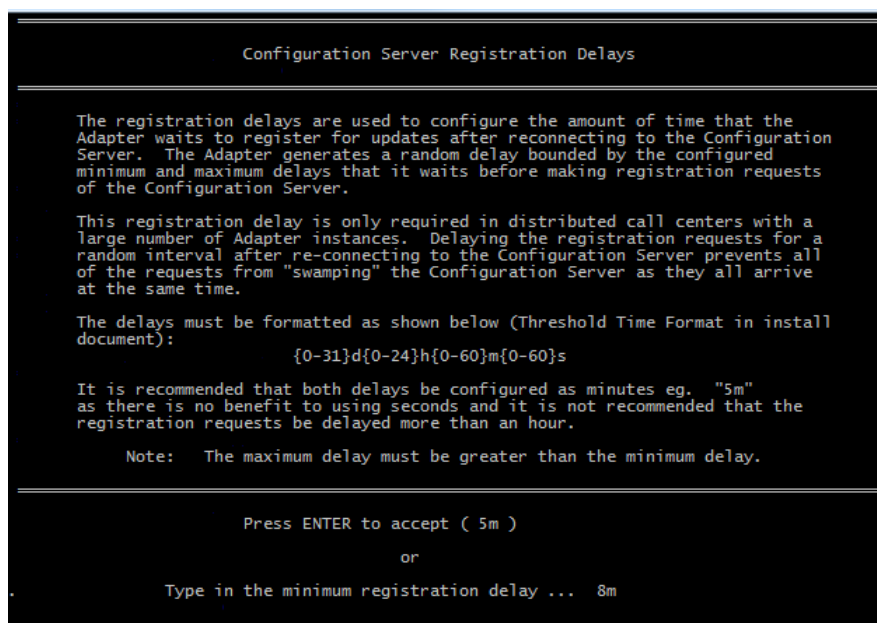 Configuration Server Registration Delays
The registration delays are used to configure the amount of time that the
Adapter waits to register for updates after reconnecting to the Configuration
Server.  The Adapter generates a random delay bounded by the configured
minimum and maximum delays that it waits before making registration requests
of the Configuration Server.
This registration delay is only required in distributed call centers with a
large number of Adapter instances.  Delaying the registration requests for a
random interval after re-connecting to the Configuration Server prevents all
of the requests from "swamping" the Configuration Server as they all arrive
at the same time.
The delays must be formatted as shown below (Threshold Time Format in install
document):
{0-31}d{0-24}h{0-60}m{0-60}s
It is recommended that both delays be configured as minutes eg.  "5m"
as there is no benefit to using seconds and it is not recommended that the
registration requests be delayed more than an hour.
Note:   The maximum delay must be greater than the minimum delay.
Press ENTER to accept ( 5m )
or
. Type in the minimum registration delay ...  8m